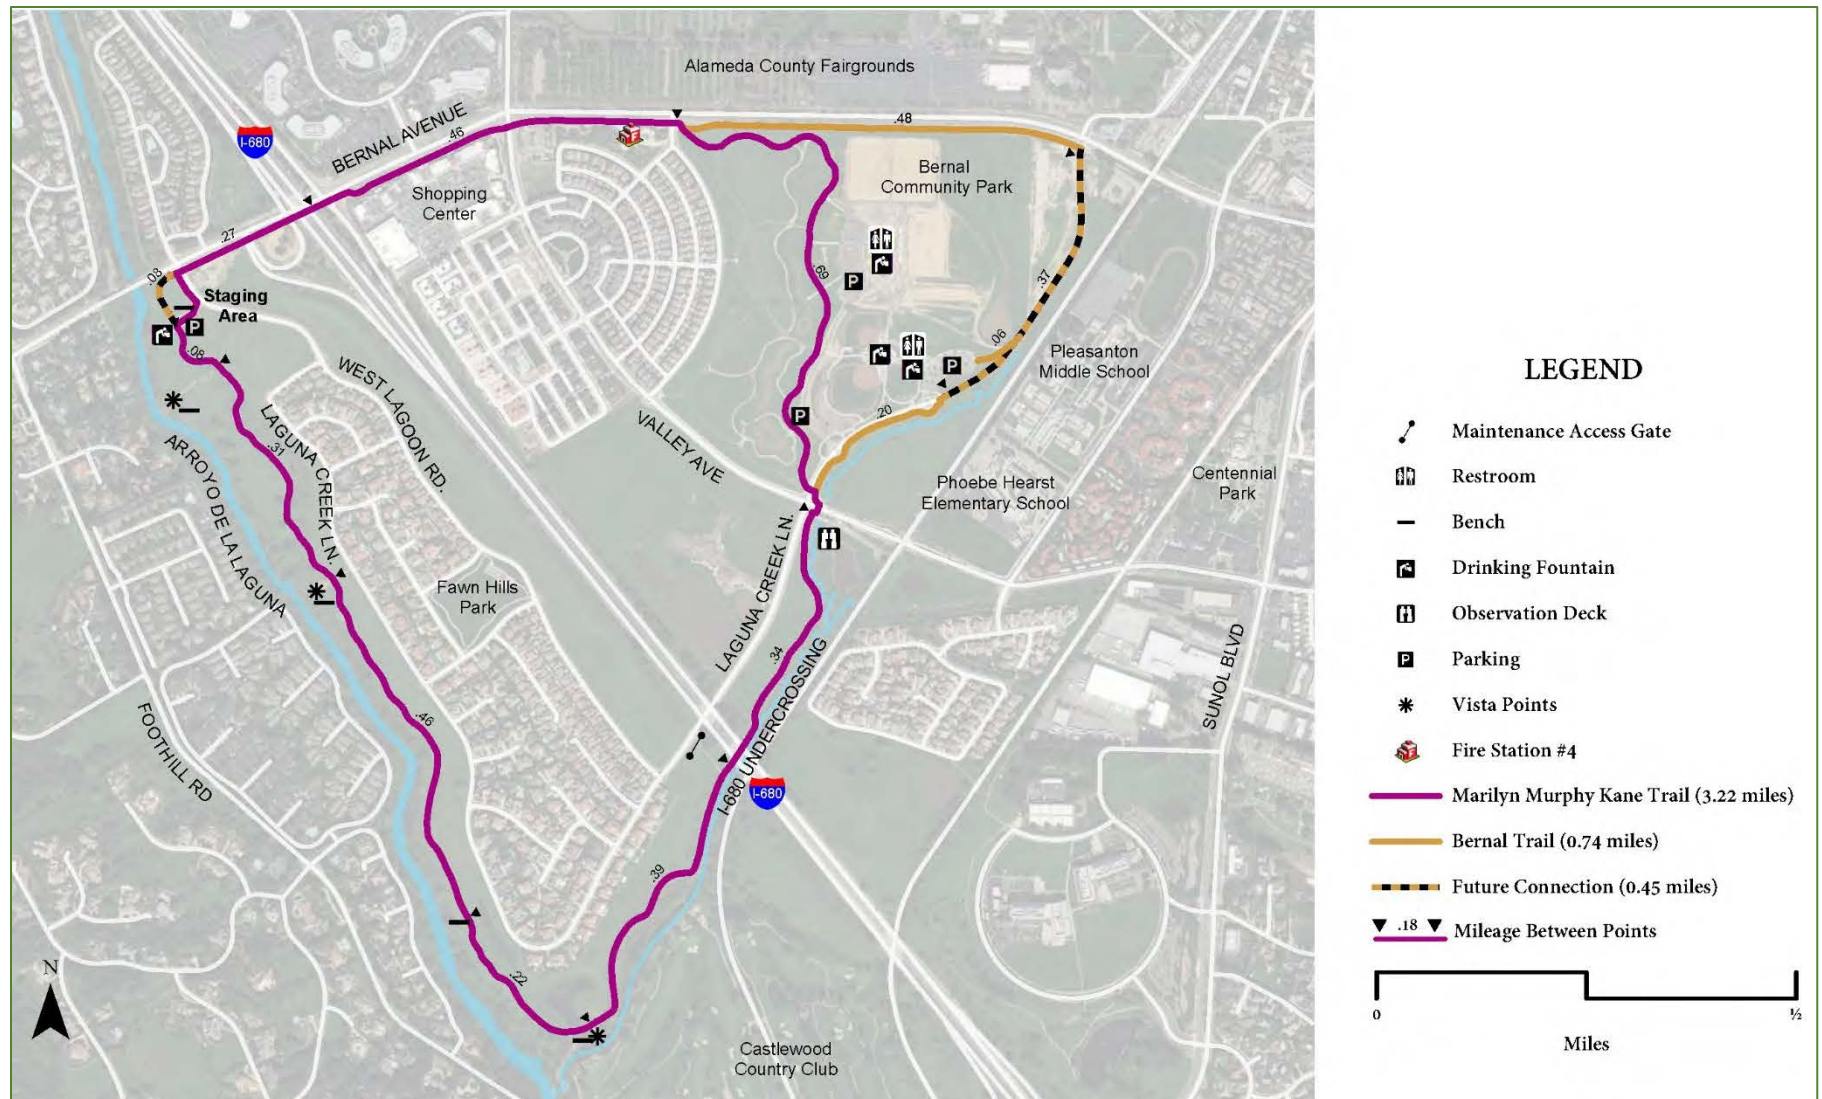 Alameda County Fairgrounds
I-680
BERNAL AVENUE
.46
.48
Shopping
Center
Bernal
Community Park
.27
.08
Staging
Area
P
.08
.69
P
.37
.06
P
Pleasanton
Middle School
WEST LAGOON RD.
LAGUNA CREEK LN.
.31
ARROYO DE LA LAGUNA
VALLEY AVE
P
.20
Phoebe Hearst
Elementary School
Centennial
Park
LAGUNA CREEK LN.
Fawn Hills
Park
.34
I-680 UNDERCROSSING
SUNOL BLVD
FOOTHILL RD
.46
I-680
.39
.22
N
Castlewood
Country Club
LEGEND
Maintenance Access Gate
Restroom
Bench
Drinking Fountain
Observation Deck
P Parking
Vista Points
Fire Station #4
Marilyn Murphy Kane Trail (3.22 miles)
Bernal Trail (0.74 miles)
Future Connection (0.45 miles)
.18 Mileage Between Points
0 ½
Miles